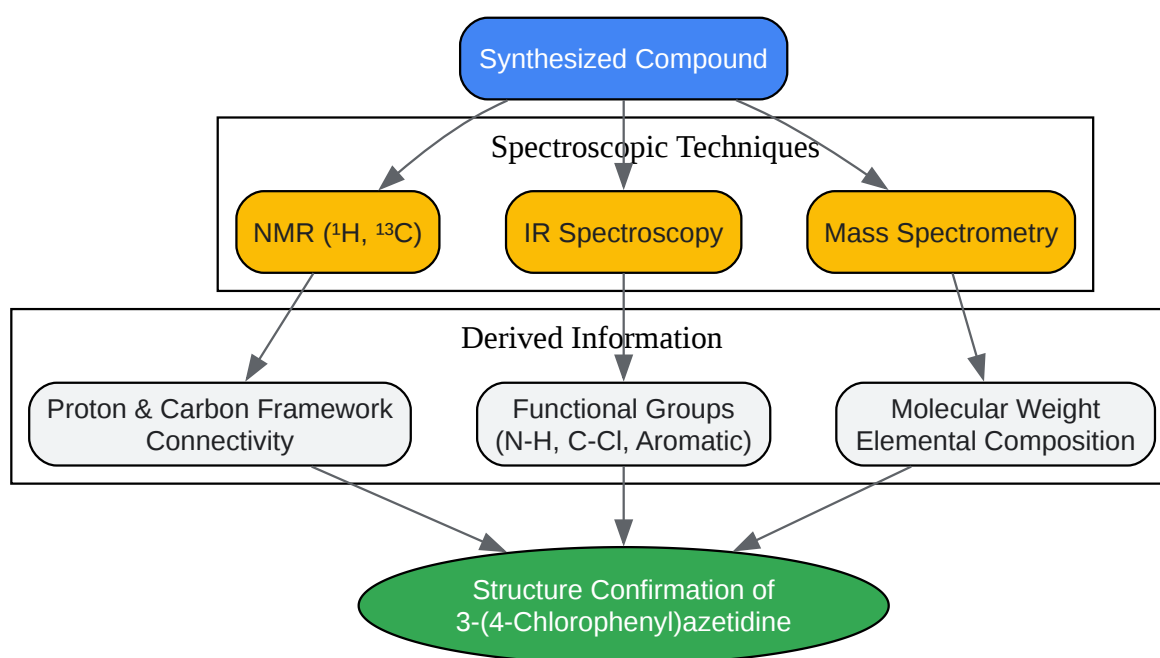 Synthesized Compound
Spectroscopic Techniques
NMR (¹H, ¹³C)
IR Spectroscopy
Mass Spectrometry
Derived Information
Proton & Carbon Framework
Connectivity
Functional Groups
(N-H, C-Cl, Aromatic)
Molecular Weight
Elemental Composition
Structure Confirmation of
3-(4-Chlorophenyl)azetidine